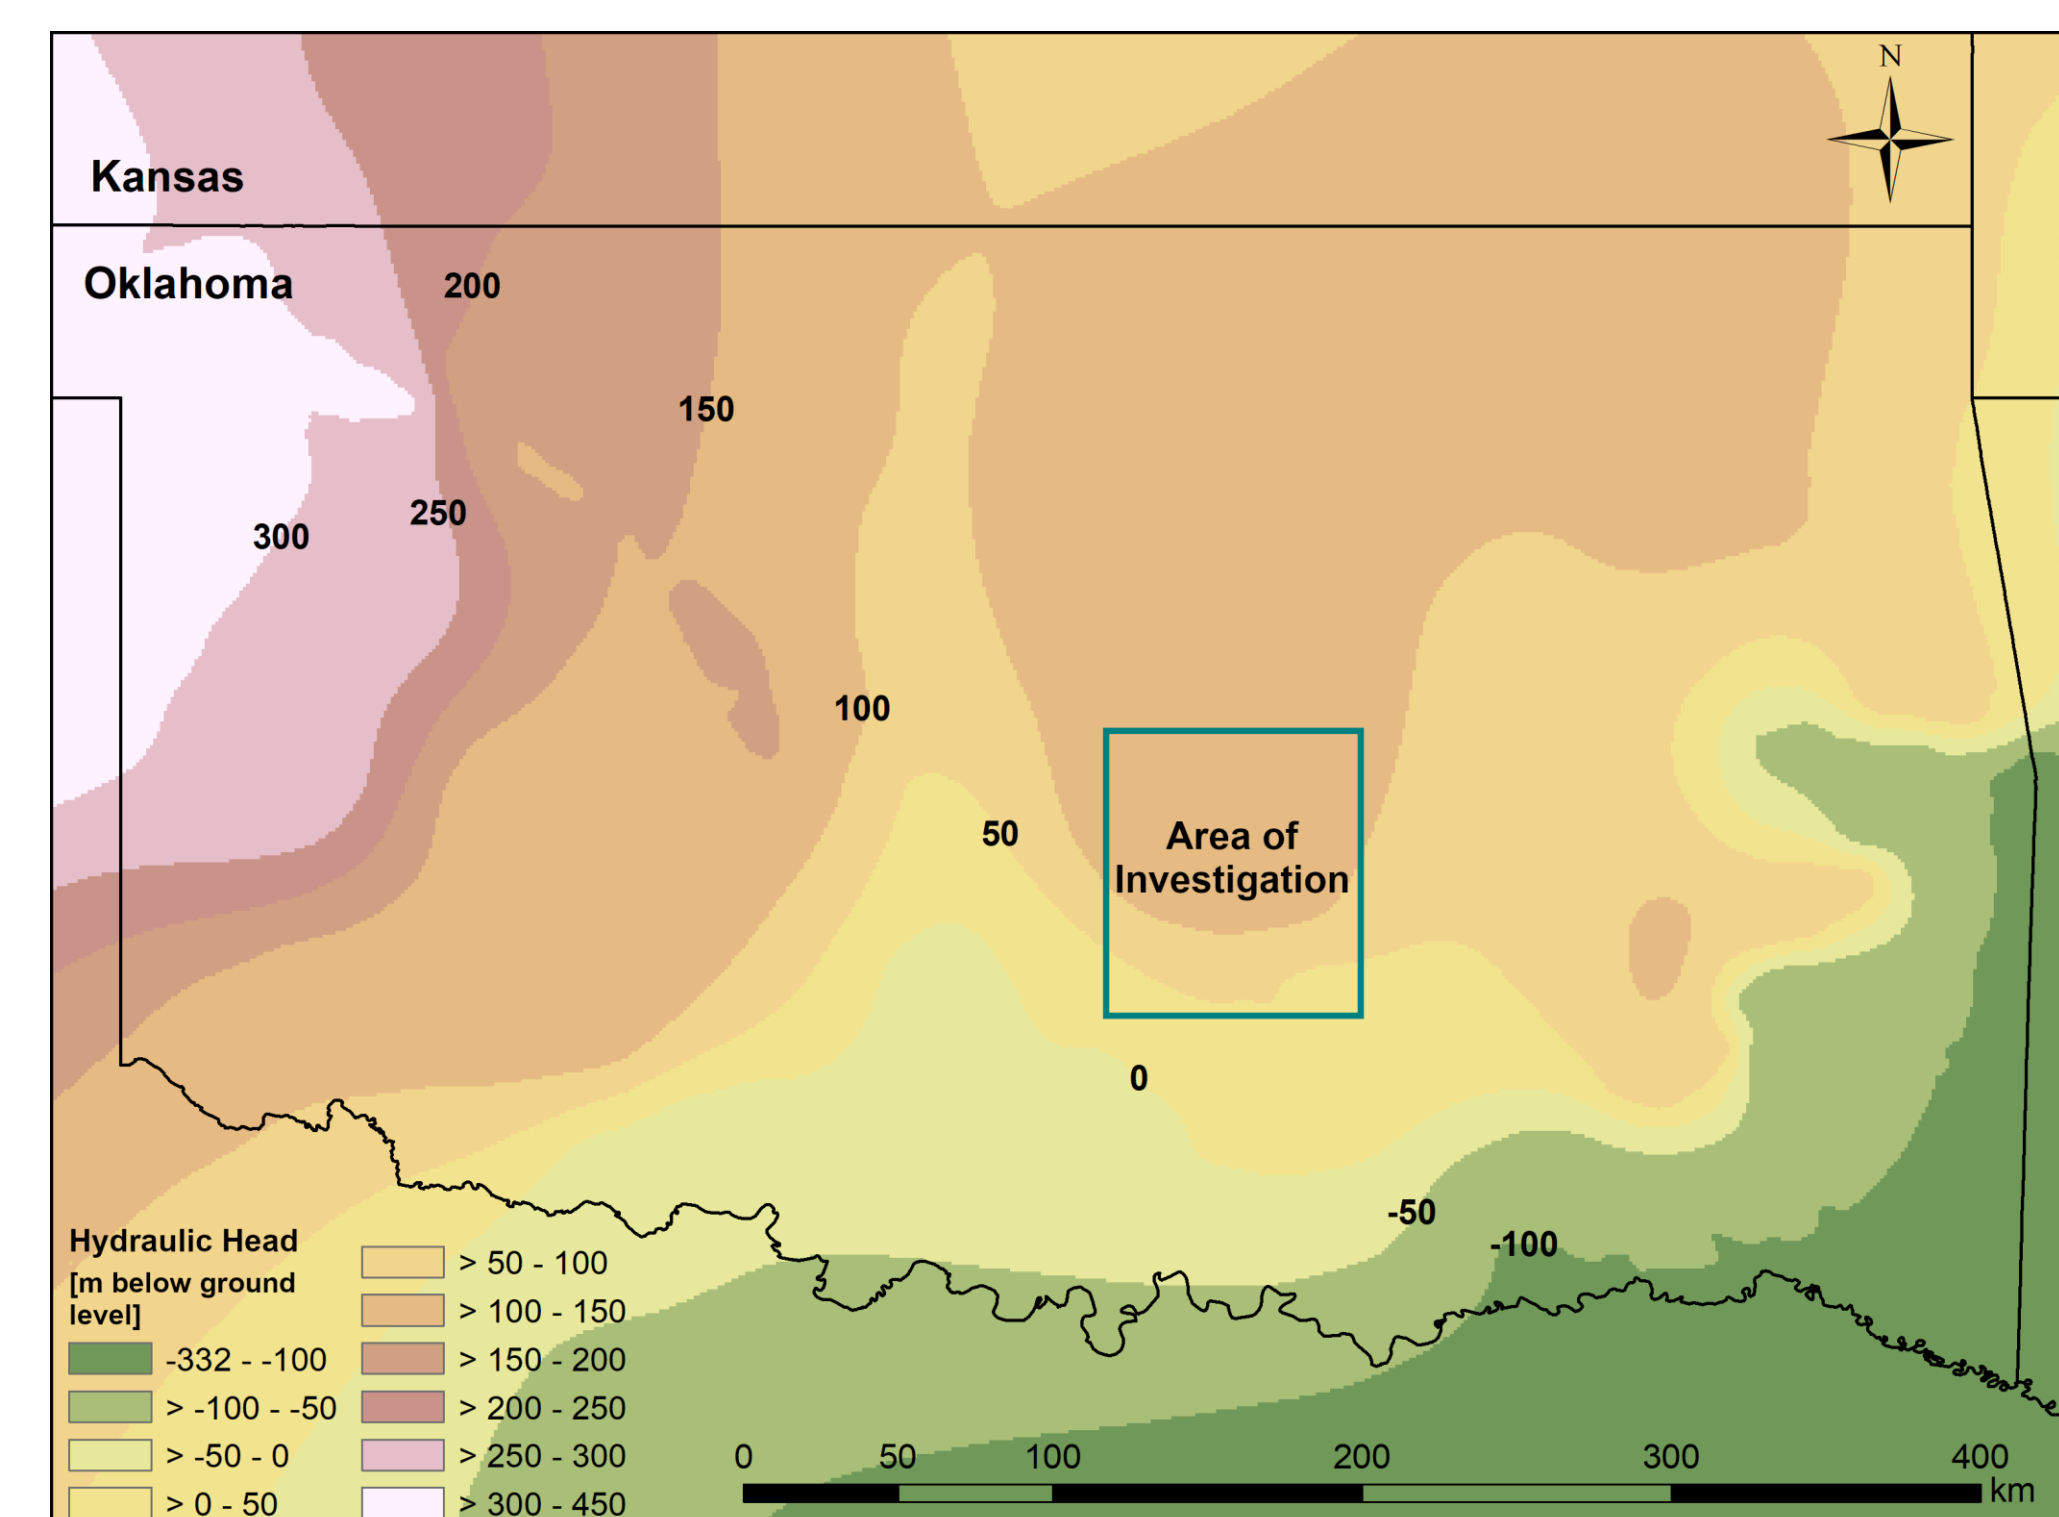 N
Kansas
Oklahoma
200
150
250
300
100
50
Area of
Investigation
0
-50
-100
Hydraulic Head
[m below ground
level]
-332 - -100
> -100 - -50
> -50 - 0
> 0 - 50
> 50 - 100
> 100 - 150
> 150 - 200
> 200 - 250
> 250 - 300
> 300 - 450
0 50 100 200 300 400
km